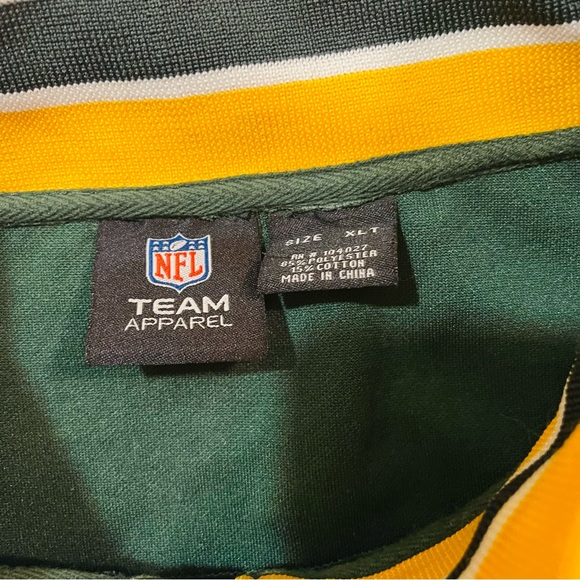 NFL
TEAM
APPAREL
SIZE XLT
RN # 104027
85% POLYESTER
15% COTTON
MADE IN CHINA